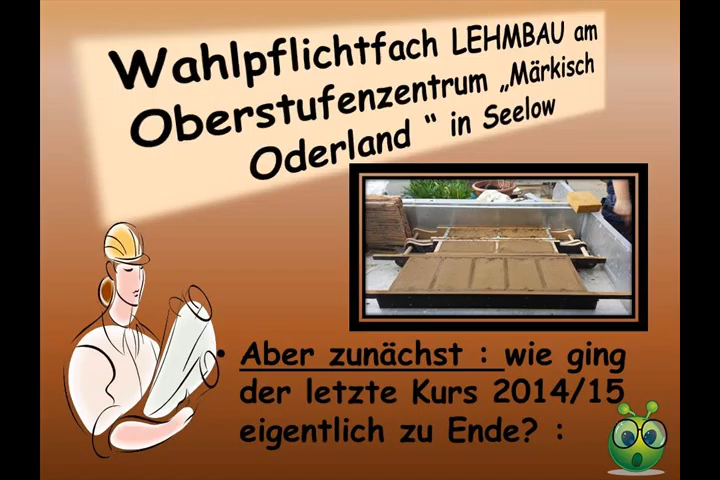 Wahlpflichtfach LEHMBAU am
Oberstufenzentrum „Märkisch
Oderland “ in Seelow
• Aber zunächst : wie ging
der letzte Kurs 2014/15
eigentlich zu Ende? :